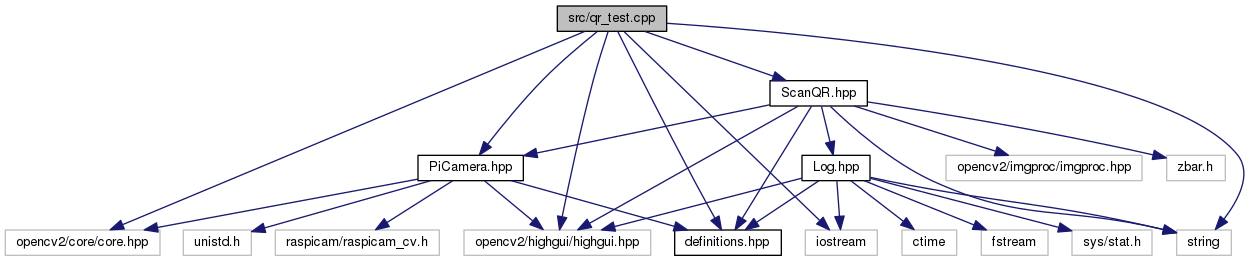 src/qr_test.cpp
ScanQR.hpp
PiCamera.hpp
Log.hpp
opencv2/imgproc/imgproc.hpp
zbar.h
opencv2/core/core.hpp
unistd.h
raspicam/raspicam_cv.h
opencv2/highgui/highgui.hpp
definitions.hpp
iostream
ctime
fstream
sys/stat.h
string